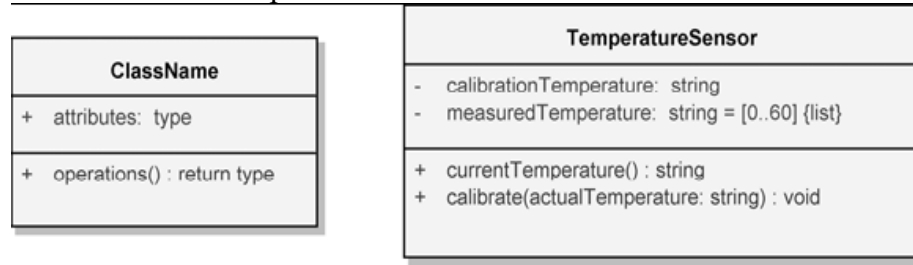 ClassName
+ attributes: type
+ operations() : return type
TemperatureSensor
- calibrationTemperature: string
- measuredTemperature: string = [0..60] {list}
+ currentTemperature() : string
+ calibrate(actualTemperature: string) : void